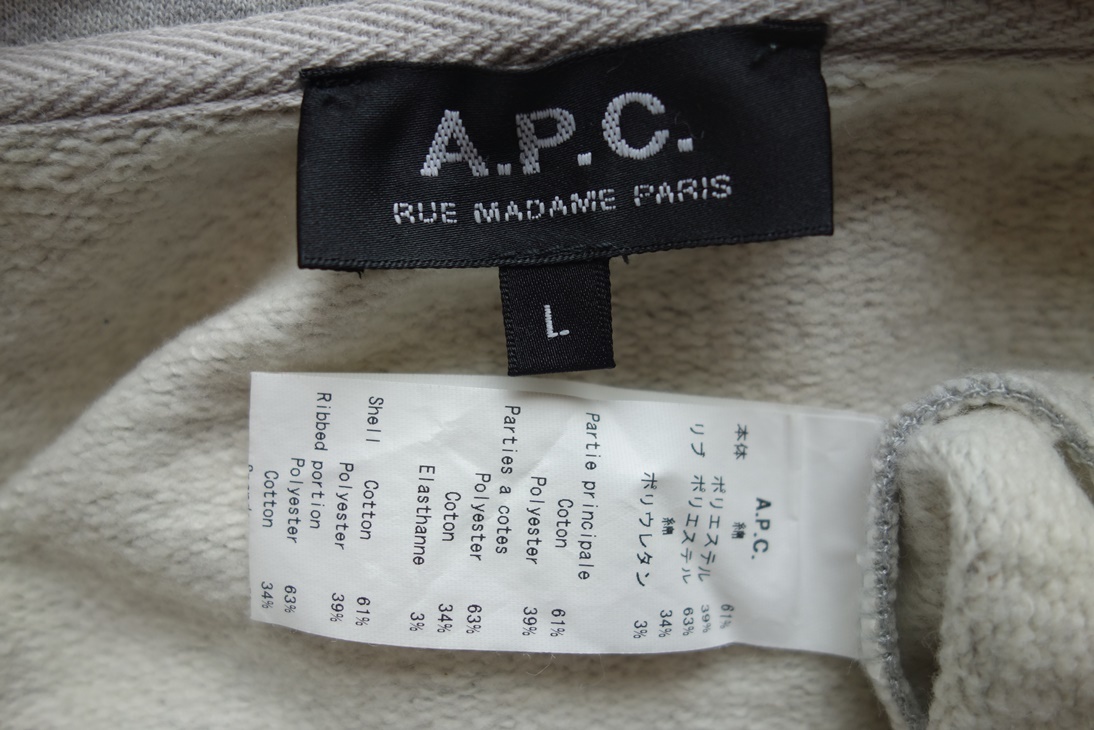 A.P.C.
RUE MADAME PARIS
L
A.P.C.
本体 綿 61%
ポリエステル 39%
リブ ポリエステル 63%
綿 34%
ポリウレタン 3%
Partie principale
Coton 61%
Polyester 39%
Parties a cotes
Polyester 63%
Coton 34%
Elasthanne 3%
Shell Cotton 61%
Polyester 39%
Ribbed portion
Polyester 63%
Cotton 34%